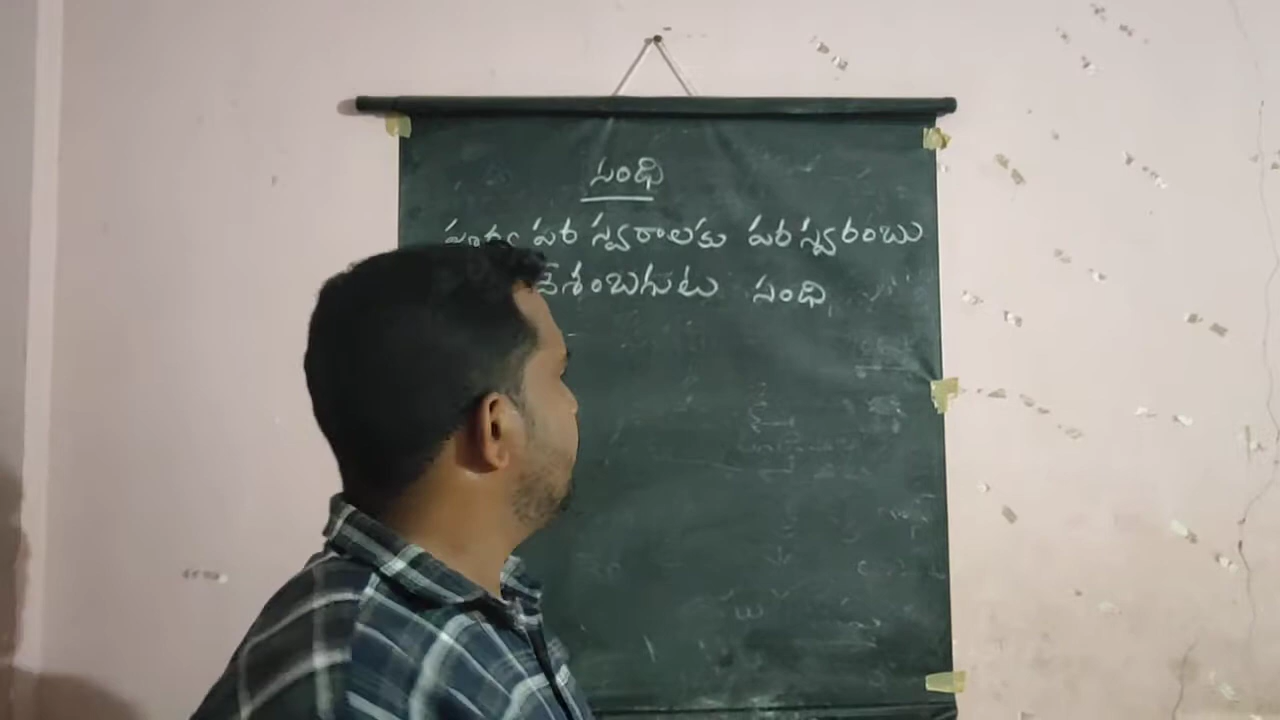 సంధి
పూర్వ పర స్వరాలకు పరస్వరంబు
దేశంబగుట సంధి